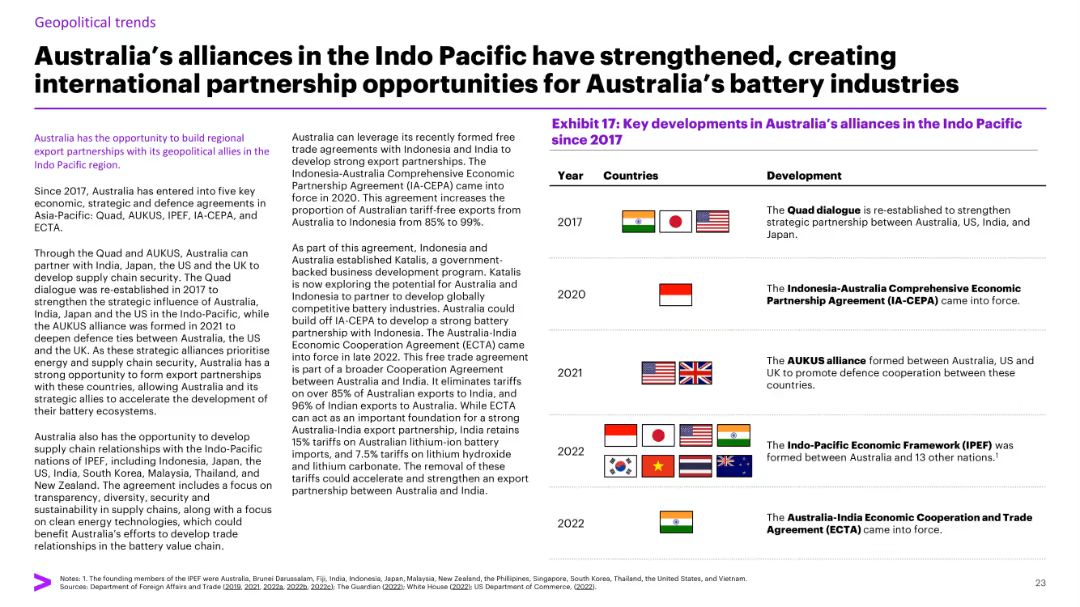 Geopolitical trends
Australia's alliances in the Indo Pacific have strengthened, creating
international partnership opportunities for Australia's battery industries
Australia has the opportunity to build regional
export partnerships with its geopolitical allies in the
Indo Pacific region.
Since 2017, Australia has entered into five key
economic, strategic and defence agreements in
Asia-Pacific: Quad, AUKUS, IPEF, IA-CEPA, and
ECTA.
Through the Quad and AUKUS, Australia can
partner with India, Japan, the US and the UK to
develop supply chain security. The Quad
dialogue was re-established in 2017 to
strengthen the strategic influence of Australia,
India, Japan and the US in the Indo-Pacific, while
the AUKUS alliance was formed in 2021 to
deepen defence ties between Australia, the US
and the UK. As these strategic alliances prioritise
energy and supply chain security, Australia has a
strong opportunity to form export partnerships
with these countries, allowing Australia and its
strategic allies to accelerate the development of
their battery ecosystems.
Australia also has the opportunity to develop
supply chain relationships with the Indo-Pacific
nations of IPEF, including Indonesia, Japan, the
US, India, South Korea, Malaysia, Thailand, and
New Zealand. The agreement includes a focus on
transparency, diversity, security and
sustainability in supply chains, along with a focus
on clean energy technologies, which could
benefit Australia's efforts to develop trade
relationships in the battery value chain.
Australia can leverage its recently formed free
trade agreements with Indonesia and India to
develop strong export partnerships. The
Indonesia-Australia Comprehensive Economic
Partnership Agreement (IA-CEPA) came into
force in 2020. This agreement increases the
proportion of Australian tariff-free exports from
Australia to Indonesia from 85% to 99%.
As part of this agreement, Indonesia and
Australia established Katalis, a government-
backed business development program. Katalis
is now exploring the potential for Australia and
Indonesia to partner to develop globally
competitive battery industries. Australia could
build off IA-CEPA to develop a strong battery
partnership with Indonesia. The Australia-India
Economic Cooperation Agreement (ECTA) came
into force in late 2022. This free trade agreement
is part of a broader Cooperation Agreement
between Australia and India. It eliminates tariffs
on over 85% of Australian exports to India, and
96% of Indian exports to Australia. While ECTA
can act as an important foundation for a strong
Australia-India export partnership, India retains
15% tariffs on Australian lithium-ion battery
imports, and 7.5% tariffs on lithium hydroxide
and lithium carbonate. The removal of these
tariffs could accelerate and strengthen an export
partnership between Australia and India.
Exhibit 17: Key developments in Australia's alliances in the Indo Pacific
since 2017
Year Countries Development
2017 The Quad dialogue is re-established to strengthen
strategic partnership between Australia, US, India, and
Japan.
2020 The Indonesia-Australia Comprehensive Economic
Partnership Agreement (IA-CEPA) came into force.
2021 The AUKUS alliance formed between Australia, US and
UK to promote defence cooperation between these
countries.
2022 The Indo-Pacific Economic Framework (IPEF) was
formed between Australia and 13 other nations.¹
2022 The Australia-India Economic Cooperation and Trade
Agreement (ECTA) came into force.
Notes: 1. The founding members of the IPEF were Australia, Brunei Darussalam, Fiji, India, Indonesia, Japan, Malaysia, New Zealand, the Phillipines, Singapore, South Korea, Thailand, the United States, and Vietnam.
Sources: Department of Foreign Affairs and Trade (2019, 2021, 2022a, 2022b, 2022c); The Guardian (2022); White House (2022); US Department of Commerce, (2022).
23